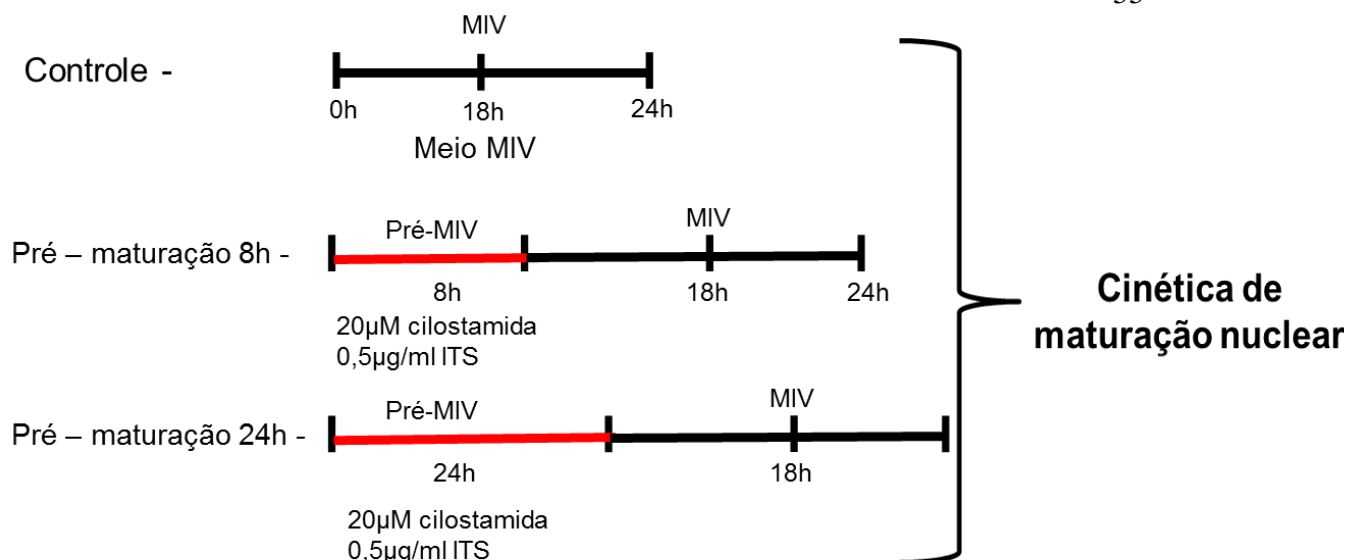 MIV
Controle -
0h
18h
24h
Meio MIV
Pré-MIV
MIV
Pré – maturação 8h -
8h
18h
24h
20µM cilostamida
0,5µg/ml ITS
Cinética de
maturação nuclear
Pré-MIV
MIV
Pré – maturação 24h -
24h
18h
20µM cilostamida
0,5µg/ml ITS